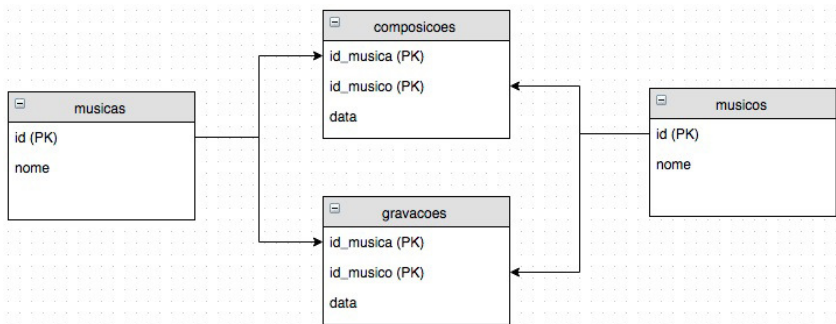 musicas
id (PK)
nome
composicoes
id_musica (PK)
id_musico (PK)
data
gravacoes
id_musica (PK)
id_musico (PK)
data
musicos
id (PK)
nome